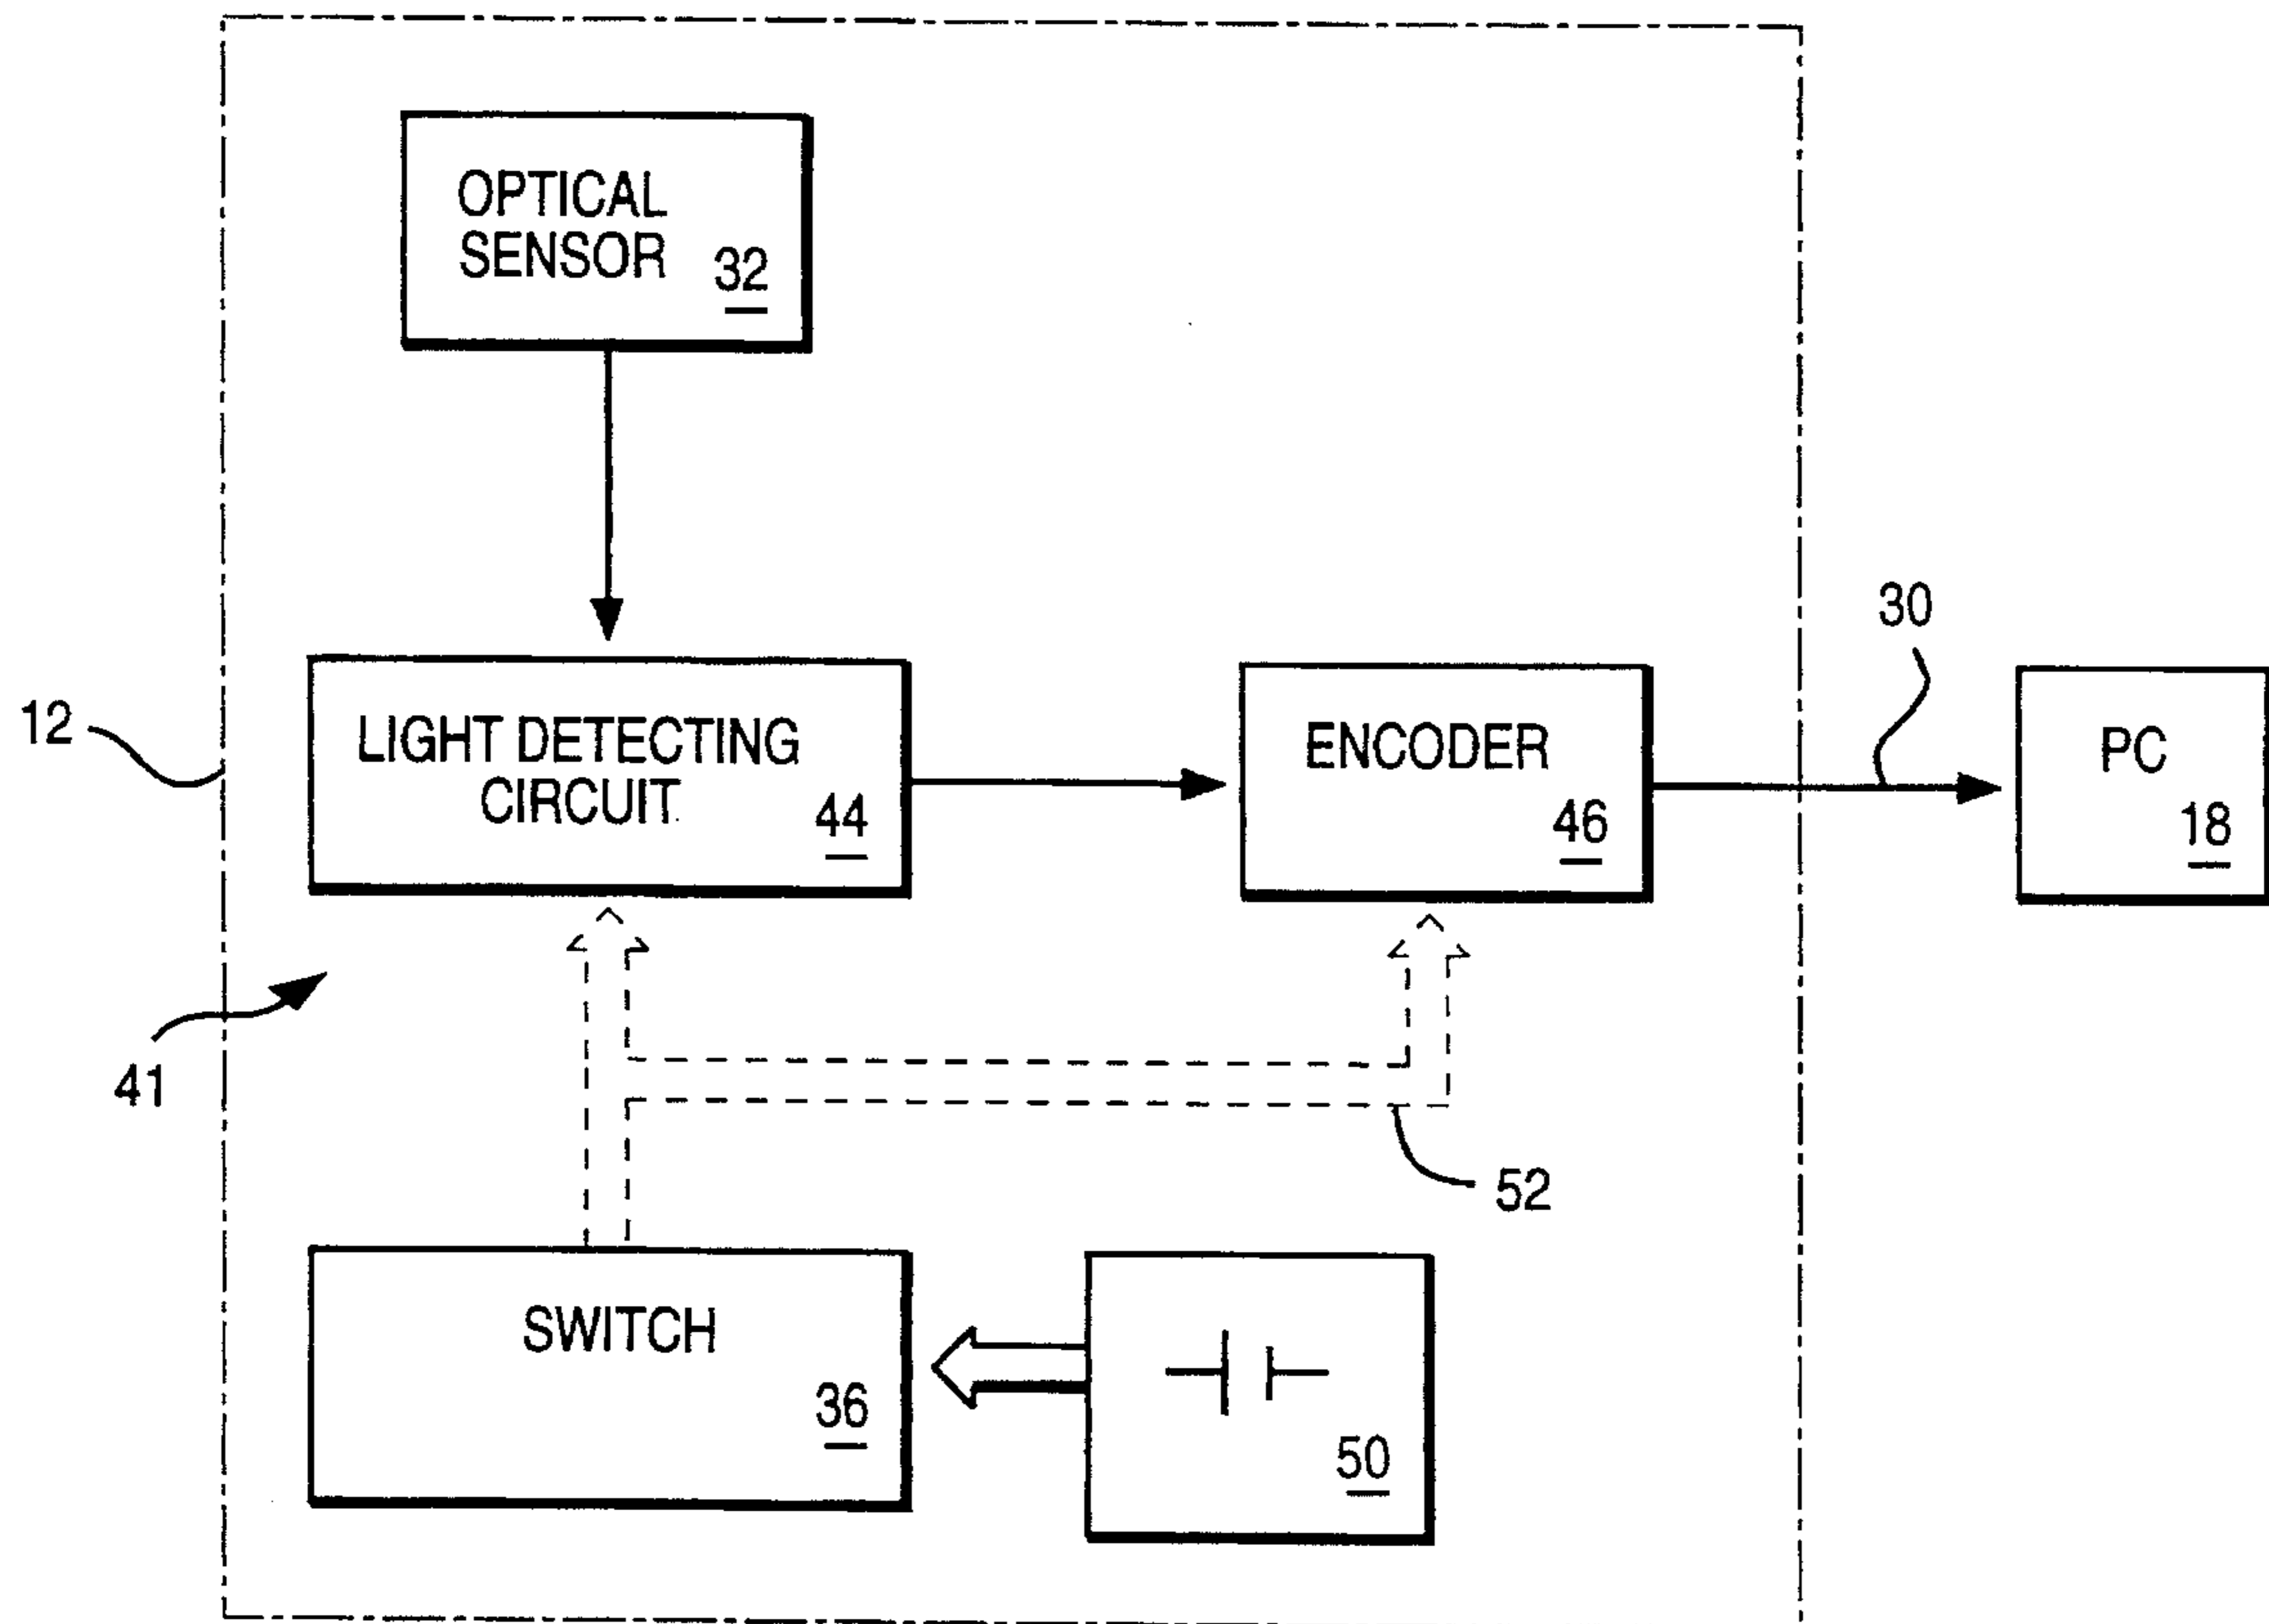 OPTICAL
SENSOR
32
30
12
LIGHT DETECTING
CIRCUIT
44
ENCODER
46
PC
18
41
52
SWITCH
36
50